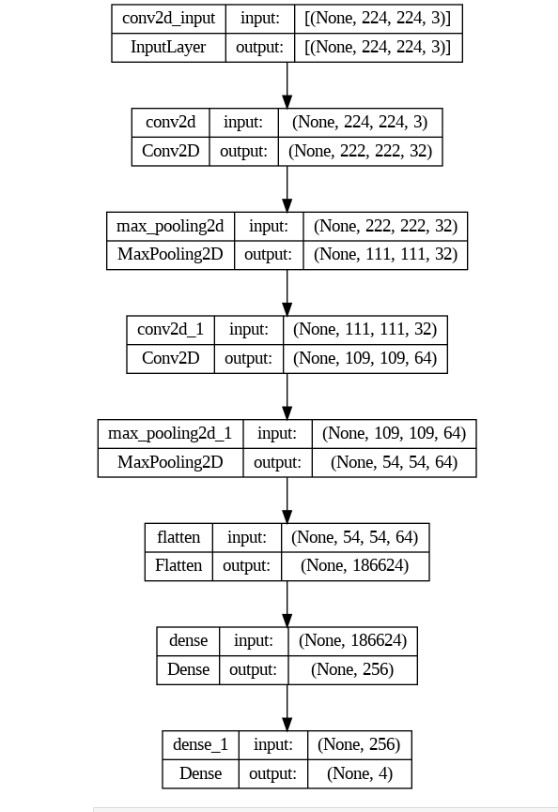 conv2d_input input: [(None, 224, 224, 3)]
InputLayer output: [(None, 224, 224, 3)]
conv2d input: (None, 224, 224, 3)
Conv2D output: (None, 222, 222, 32)
max_pooling2d input: (None, 222, 222, 32)
MaxPooling2D output: (None, 111, 111, 32)
conv2d_1 input: (None, 111, 111, 32)
Conv2D output: (None, 109, 109, 64)
max_pooling2d_1 input: (None, 109, 109, 64)
MaxPooling2D output: (None, 54, 54, 64)
flatten input: (None, 54, 54, 64)
Flatten output: (None, 186624)
dense input: (None, 186624)
Dense output: (None, 256)
dense_1 input: (None, 256)
Dense output: (None, 4)